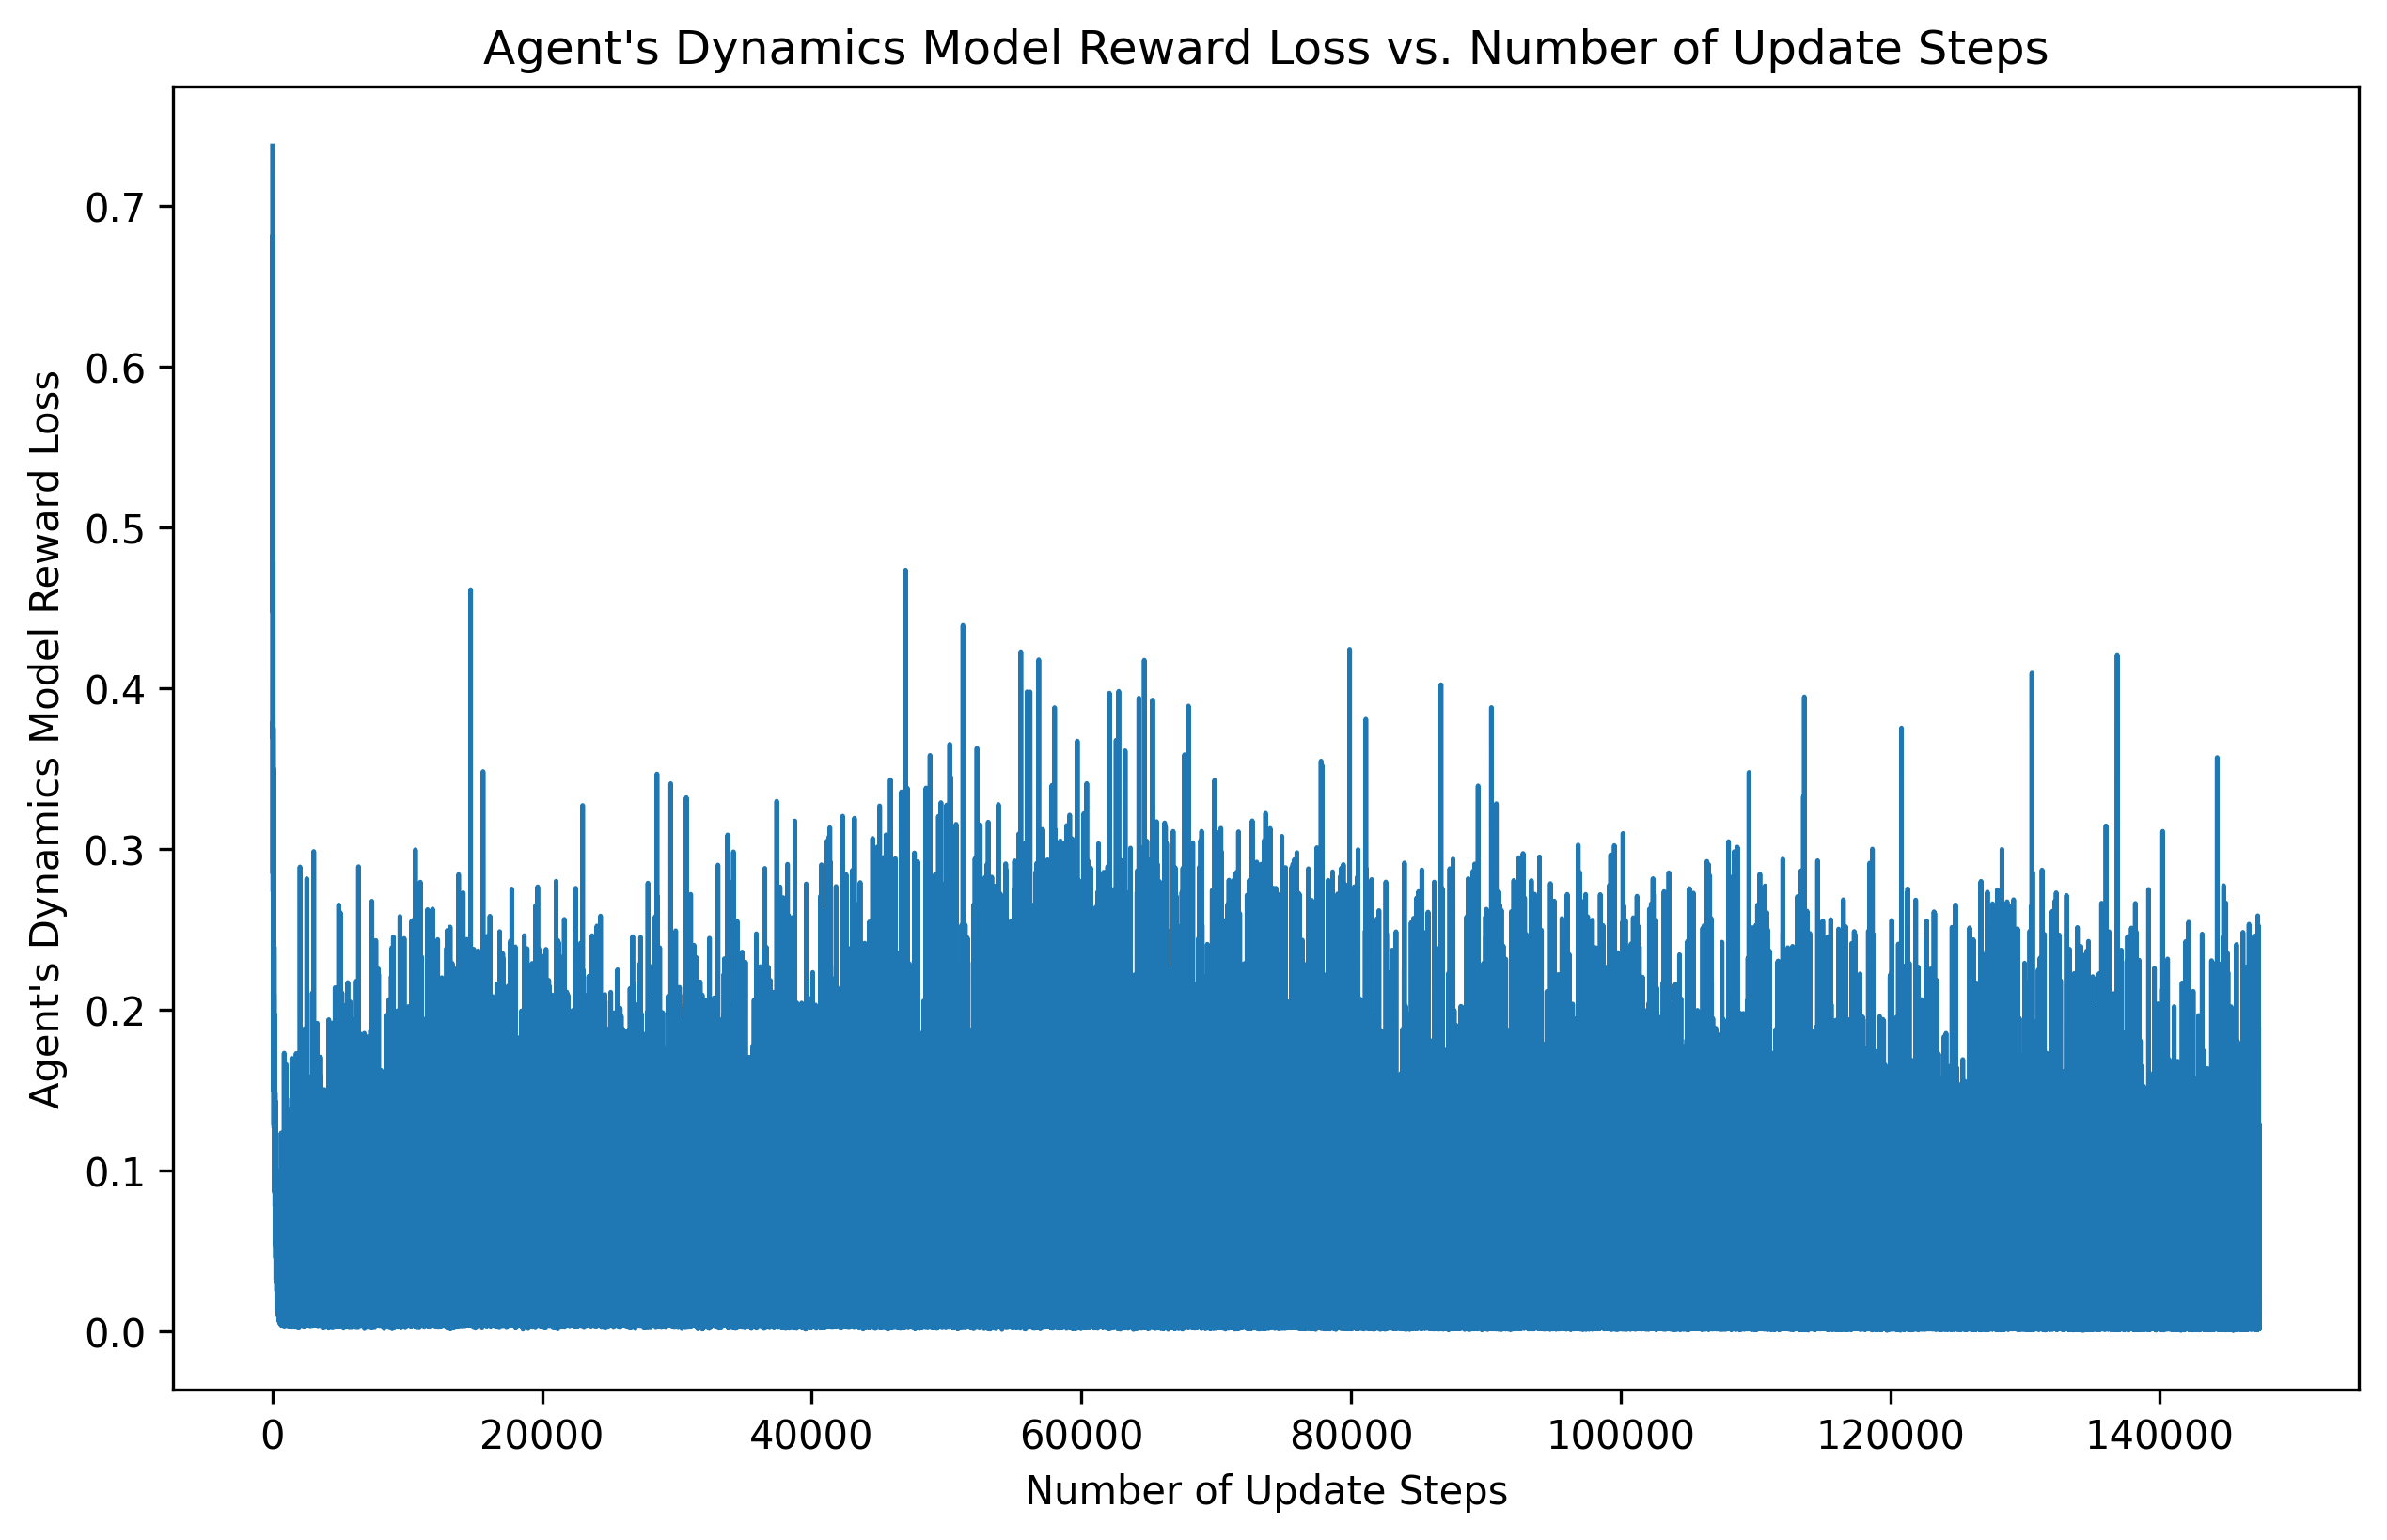 Agent's Dynamics Model Reward Loss vs. Number of Update Steps
Agent's Dynamics Model Reward Loss
0.7
0.6
0.5
0.4
0.3
0.2
0.1
0.0
0 20000 40000 60000 80000 100000 120000 140000
Number of Update Steps